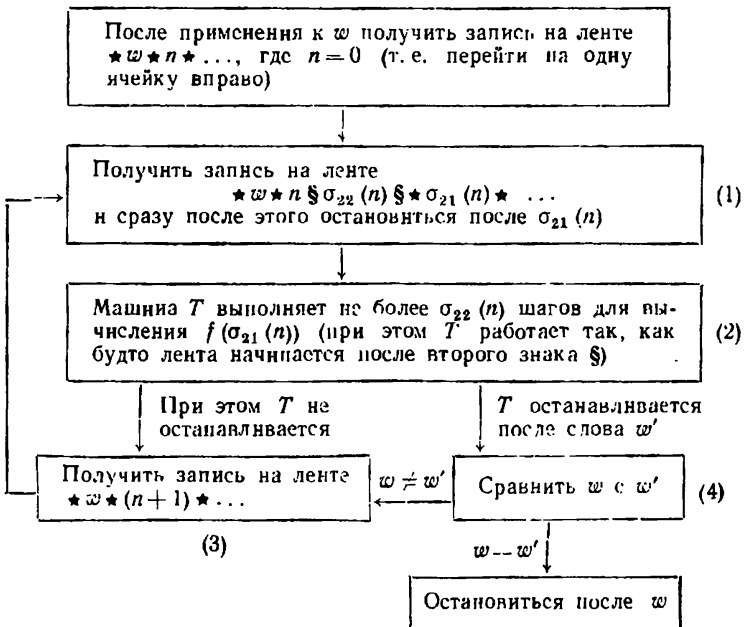 После применения к w получить запись на ленте
★w★n★..., где n=0 (т. е. перейти на одну
ячейку вправо)
Получить запись на ленте
★w★n§σ₂₂(n)§★σ₂₁(n)★ ...
и сразу после этого остановиться после σ₂₁(n)
(1)
Машина T выполняет не более σ₂₂(n) шагов для вы-
числения f(σ₂₁(n)) (при этом T работает так, как
будто лента начинается после второго знака §)
(2)
При этом T не
останавливается
T останавливается
после слова w′
Получить запись на ленте
★w★(n+1)★...
(3)
w ≠ w′
Сравнить w с w′
(4)
w -- w′
Остановиться после w